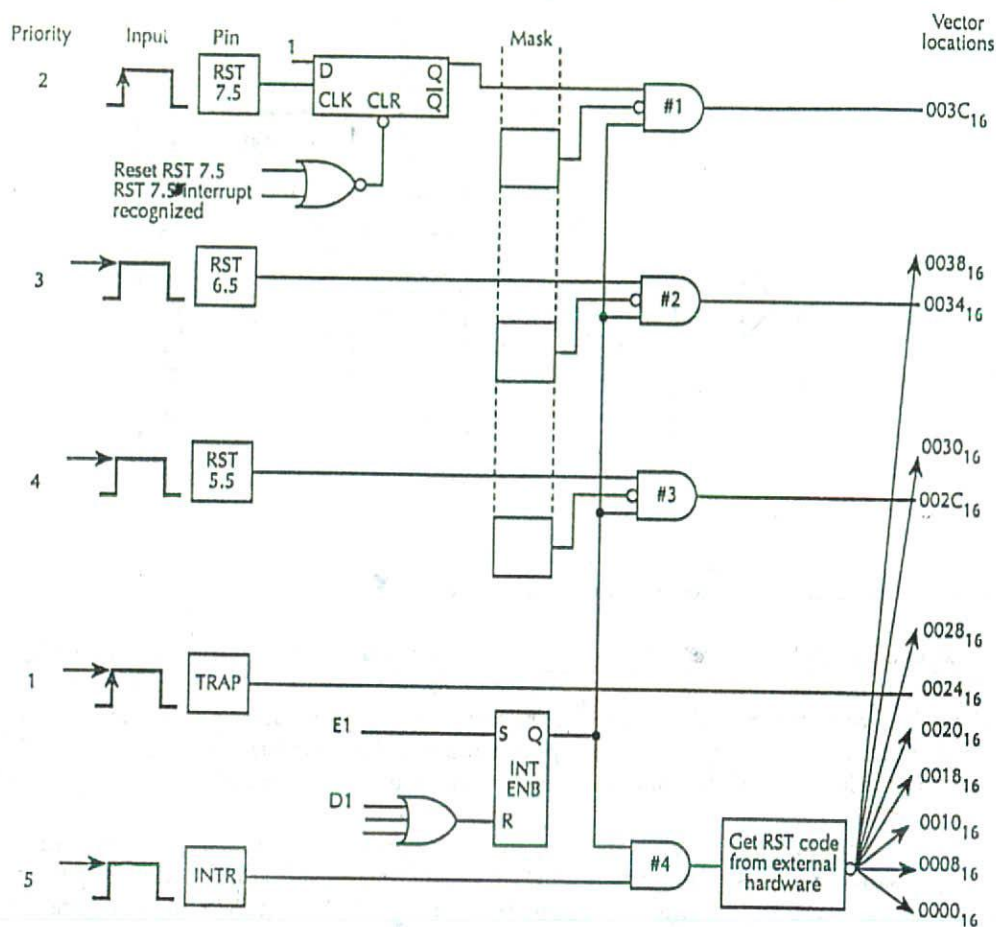 Priority
Input
Pin
Mask
Vector
locations
2
RST
7.5
1
D
Q
CLK CLR
Q̅
#1
003C₁₆
Reset RST 7.5
RST 7.5 interrupt
recognized
3
RST
6.5
#2
0038₁₆
0034₁₆
4
RST
5.5
#3
0030₁₆
002C₁₆
1
TRAP
0028₁₆
0024₁₆
E1
S Q
INT
ENB
R
D1
0020₁₆
0018₁₆
0010₁₆
5
INTR
#4
Get RST code
from external
hardware
0008₁₆
0000₁₆